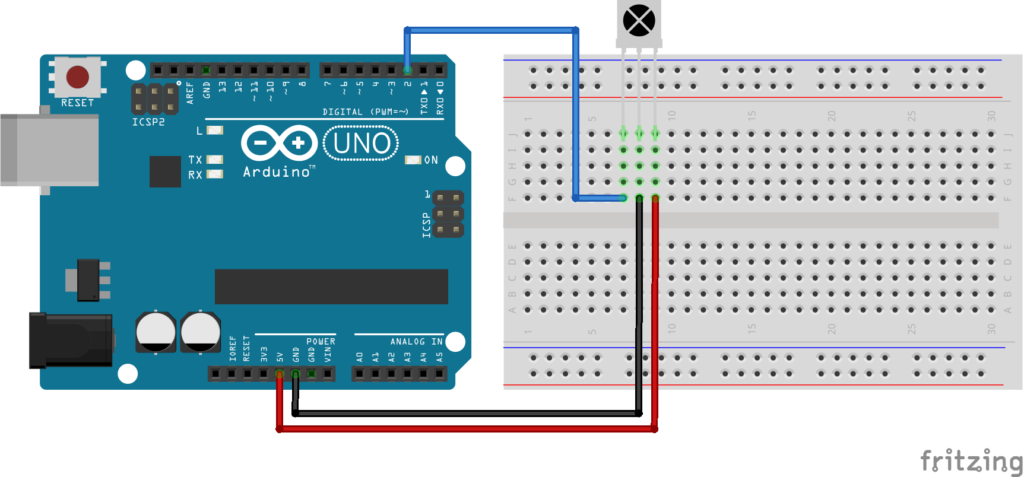 RESET
ICSP2
AREF
GND
13
12
~11
~10
~9
8
7
~6
~5
4
~3
2
TX0▶1
RX0◀0
DIGITAL (PWM=~)
L
TX
RX
UNO
ON
Arduino™
1
ICSP
IOREF
RESET
3V3
5V
GND
GND
VIN
POWER
ANALOG IN
A0
A1
A2
A3
A4
A5
1 5 10 15 20 25 30
J
I
H
G
F
E
D
C
B
A
J
I
H
G
F
E
D
C
B
A
1 5 10 15 20 25 30
fritzing